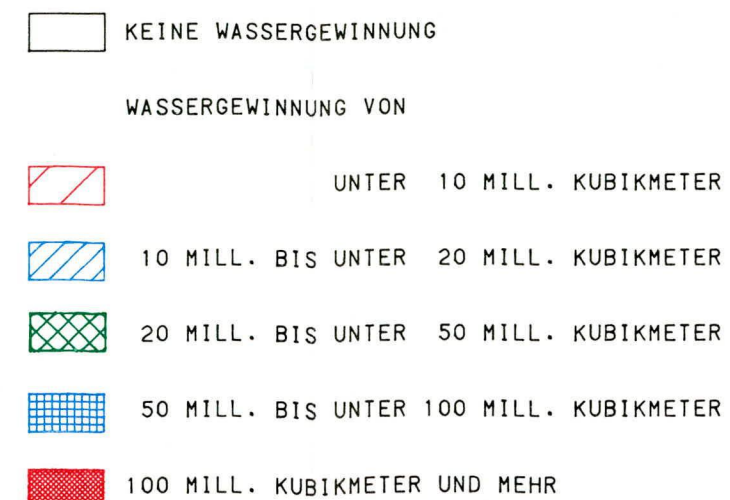 KEINE WASSERGEWINNUNG
WASSERGEWINNUNG VON
UNTER 10 MILL. KUBIKMETER
10 MILL. BIS UNTER 20 MILL. KUBIKMETER
20 MILL. BIS UNTER 50 MILL. KUBIKMETER
50 MILL. BIS UNTER 100 MILL. KUBIKMETER
100 MILL. KUBIKMETER UND MEHR